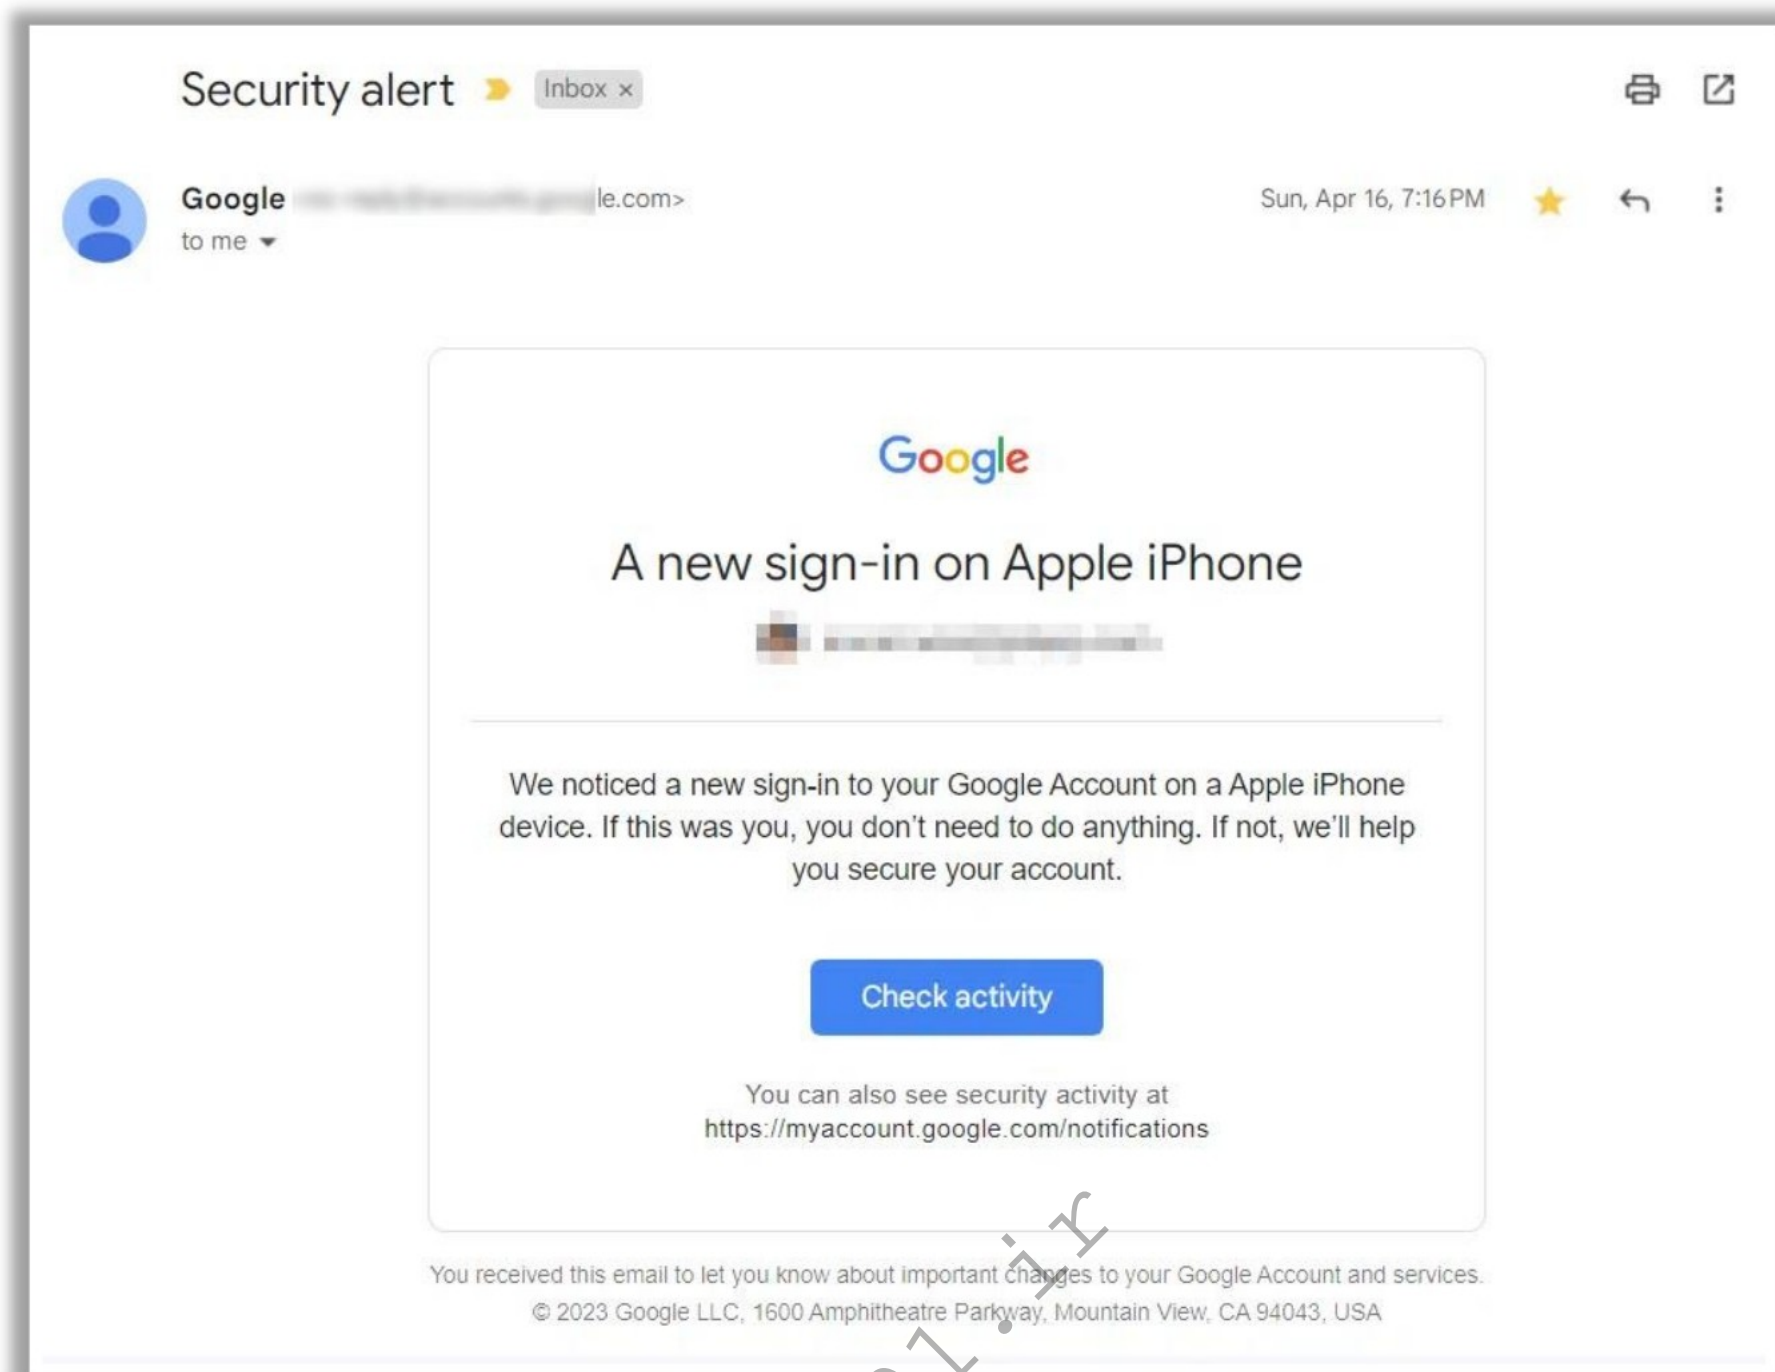 Security alert Inbox ×
Google le.com> Sun, Apr 16, 7:16 PM
to me
Google
A new sign-in on Apple iPhone
We noticed a new sign-in to your Google Account on a Apple iPhone
device. If this was you, you don't need to do anything. If not, we'll help
you secure your account.
Check activity
You can also see security activity at
https://myaccount.google.com/notifications
You received this email to let you know about important changes to your Google Account and services.
© 2023 Google LLC, 1600 Amphitheatre Parkway, Mountain View, CA 94043, USA